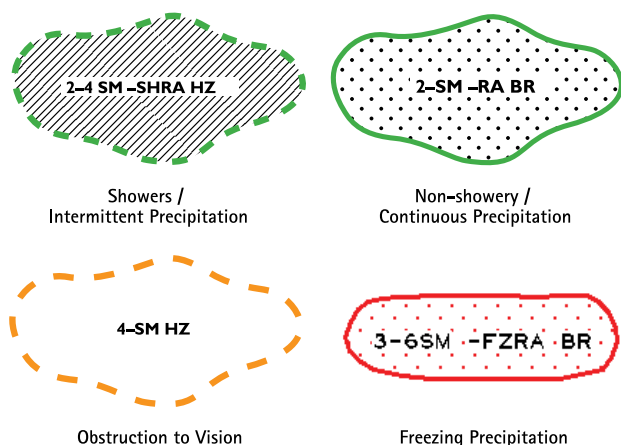 2–4 SM –SHRA HZ
2–SM –RA BR
Showers /
Intermittent Precipitation
Non–showery /
Continuous Precipitation
4–SM HZ
3-6SM -FZRA BR
Obstruction to Vision
Freezing Precipitation